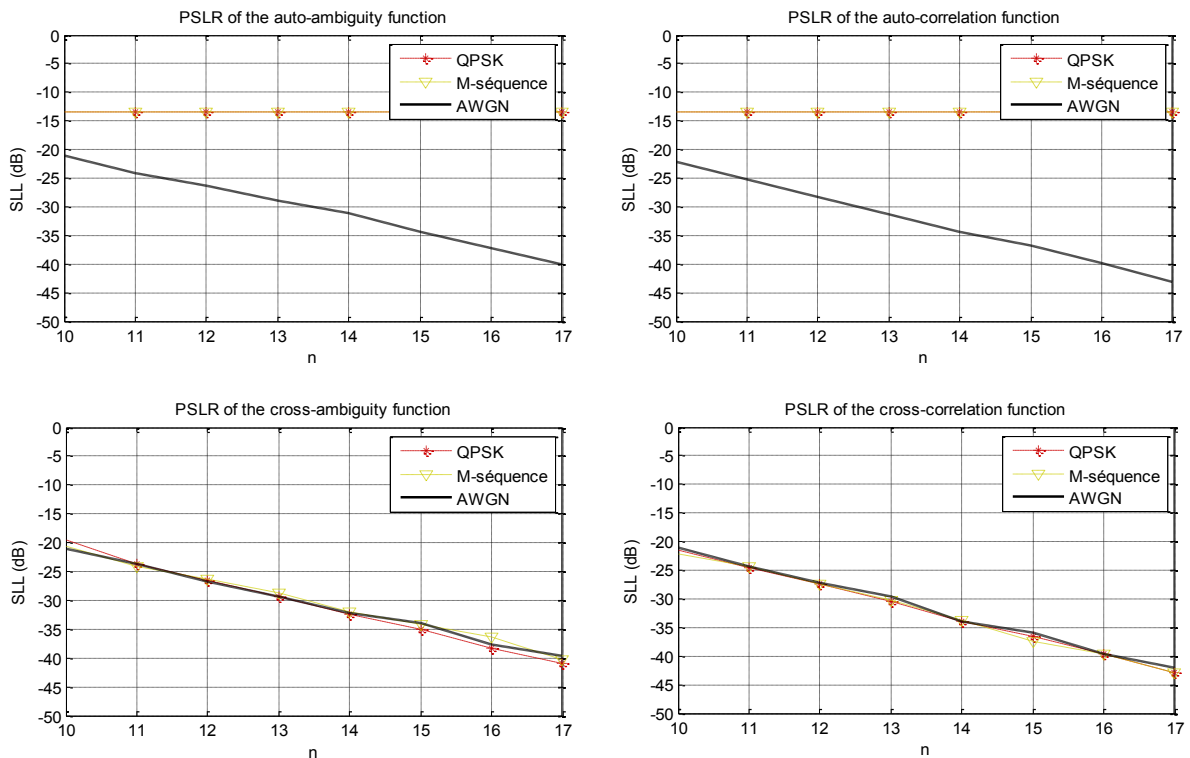 PSLR of the auto-ambiguity function
0
-5
-10
-15
-20
-25
-30
-35
-40
-45
-50
SLL (dB)
10 11 12 13 14 15 16 17
n
QPSK
M-séquence
AWGN
PSLR of the auto-correlation function
0
-5
-10
-15
-20
-25
-30
-35
-40
-45
-50
SLL (dB)
10 11 12 13 14 15 16 17
n
QPSK
M-séquence
AWGN
PSLR of the cross-ambiguity function
0
-5
-10
-15
-20
-25
-30
-35
-40
-45
-50
SLL (dB)
10 11 12 13 14 15 16 17
n
QPSK
M-séquence
AWGN
PSLR of the cross-correlation function
0
-5
-10
-15
-20
-25
-30
-35
-40
-45
-50
SLL (dB)
10 11 12 13 14 15 16 17
n
QPSK
M-séquence
AWGN